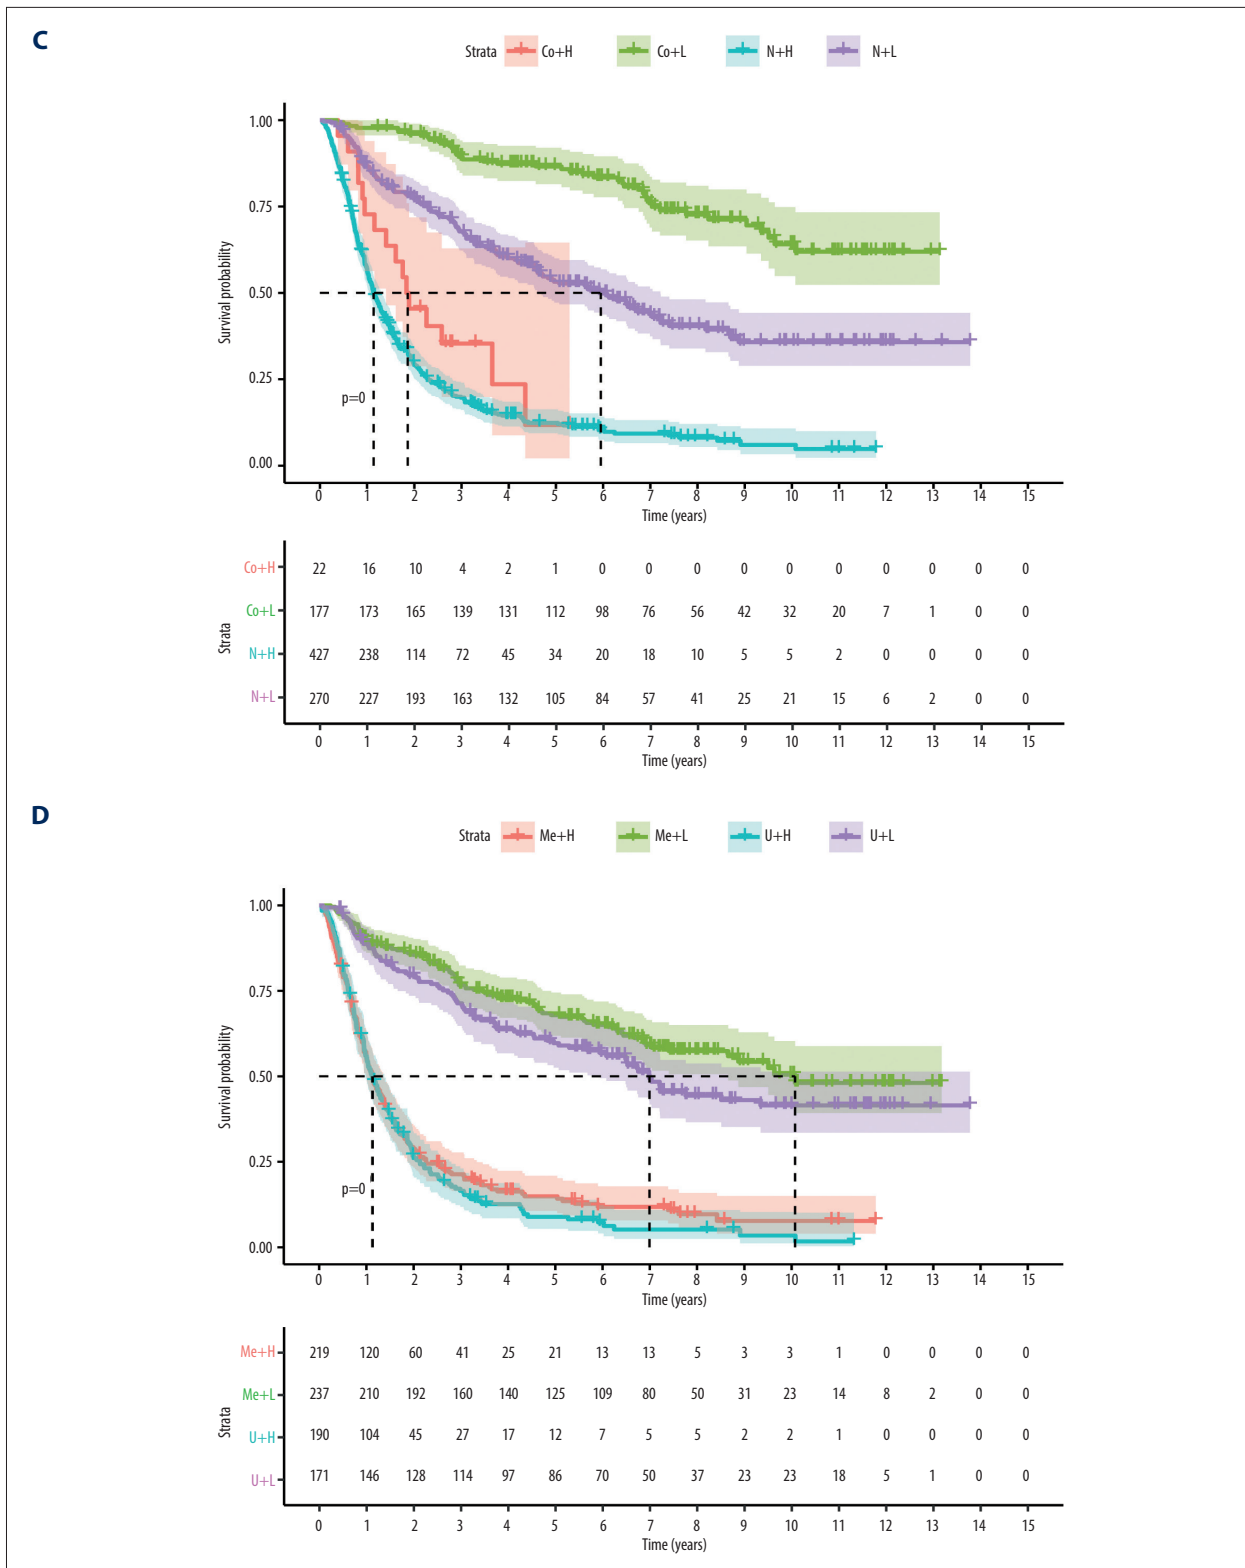 C
Strata Co+H Co+L N+H N+L
1.00
0.75
0.50
0.25
0.00
Survival probability
p=0
0 1 2 3 4 5 6 7 8 9 10 11 12 13 14 15
Time (years)
Strata
Co+H 22 16 10 4 2 1 0 0 0 0 0 0 0 0 0 0
Co+L 177 173 165 139 131 112 98 76 56 42 32 20 7 1 0 0
N+H 427 238 114 72 45 34 20 18 10 5 5 2 0 0 0 0
N+L 270 227 193 163 132 105 84 57 41 25 21 15 6 2 0 0
0 1 2 3 4 5 6 7 8 9 10 11 12 13 14 15
Time (years)
D
Strata Me+H Me+L U+H U+L
1.00
0.75
0.50
0.25
0.00
Survival probability
p=0
0 1 2 3 4 5 6 7 8 9 10 11 12 13 14 15
Time (years)
Strata
Me+H 219 120 60 41 25 21 13 13 5 3 3 1 0 0 0 0
Me+L 237 210 192 160 140 125 109 80 50 31 23 14 8 2 0 0
U+H 190 104 45 27 17 12 7 5 5 2 2 1 0 0 0 0
U+L 171 146 128 114 97 86 70 50 37 23 23 18 5 1 0 0
0 1 2 3 4 5 6 7 8 9 10 11 12 13 14 15
Time (years)